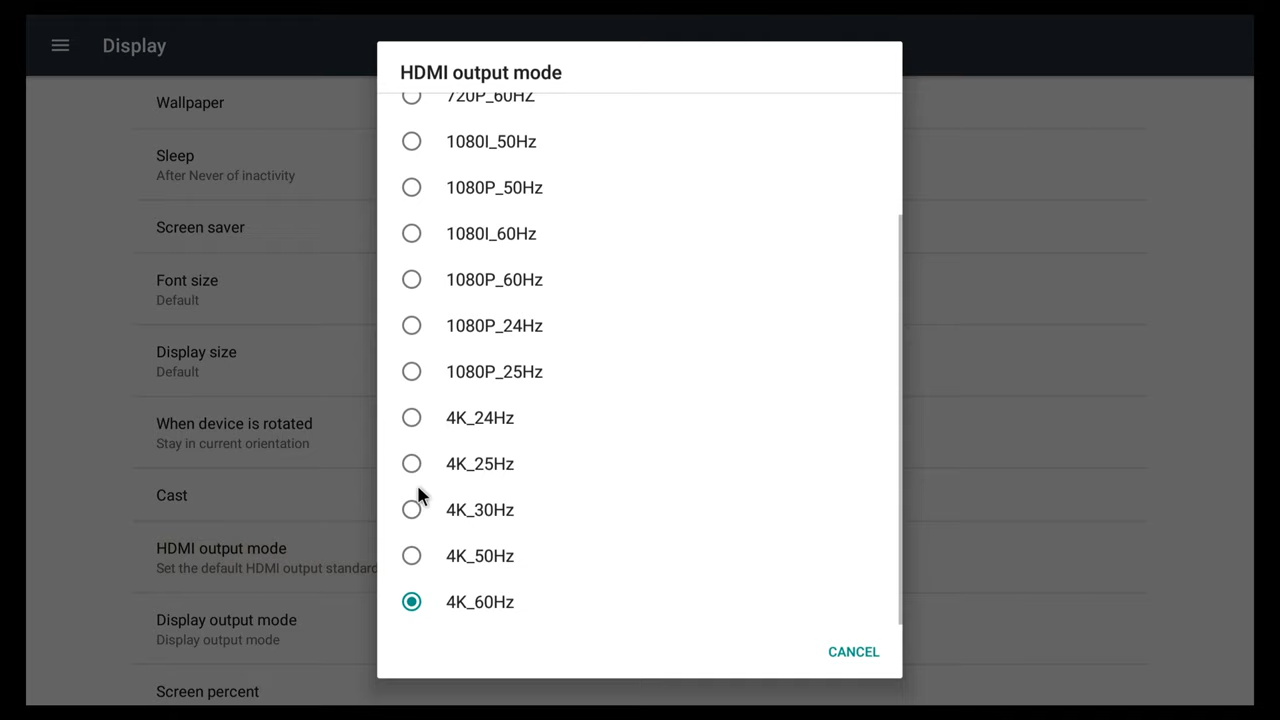 Display
HDMI output mode
Wallpaper
Sleep
After Never of inactivity
Screen saver
Font size
Default
Display size
Default
When device is rotated
Stay in current orientation
Cast
HDMI output mode
Set the default HDMI output standard
Display output mode
Display output mode
Screen percent
720P_60HZ
1080I_50Hz
1080P_50Hz
1080I_60Hz
1080P_60Hz
1080P_24Hz
1080P_25Hz
4K_24Hz
4K_25Hz
4K_30Hz
4K_50Hz
4K_60Hz
CANCEL